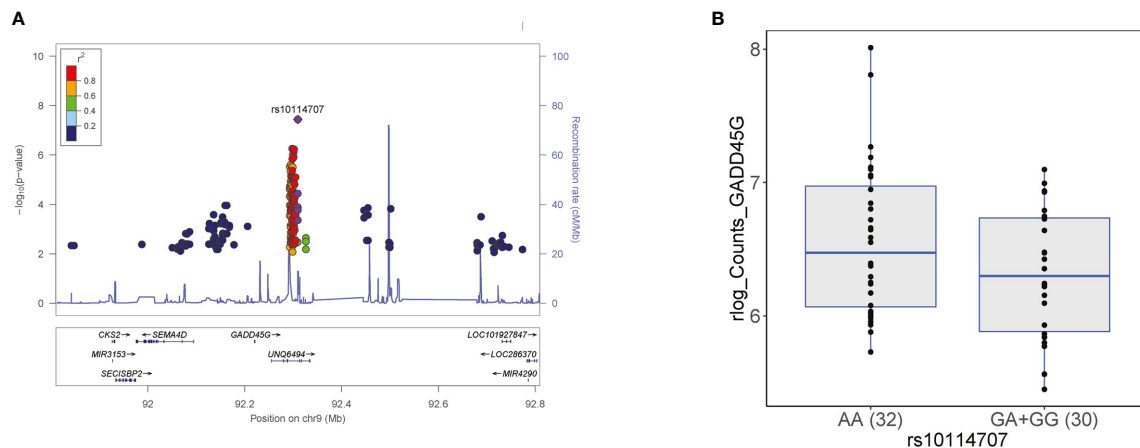 A
B
r²
0.8
0.6
0.4
0.2
rs10114707
10
8
6
4
2
0
−log₁₀(p−value)
100
80
60
40
20
0
Recombination rate (cM/Mb)
CKS2→
←SEMA4D
GADD45G→
LOC101927847→
MIR3153→
UNQ6494→
←LOC286370
SECISBP2→
←MIR4290
92
92.2
92.4
92.6
92.8
Position on chr9 (Mb)
8
7
6
rlog_Counts_GADD45G
AA (32)
GA+GG (30)
rs10114707